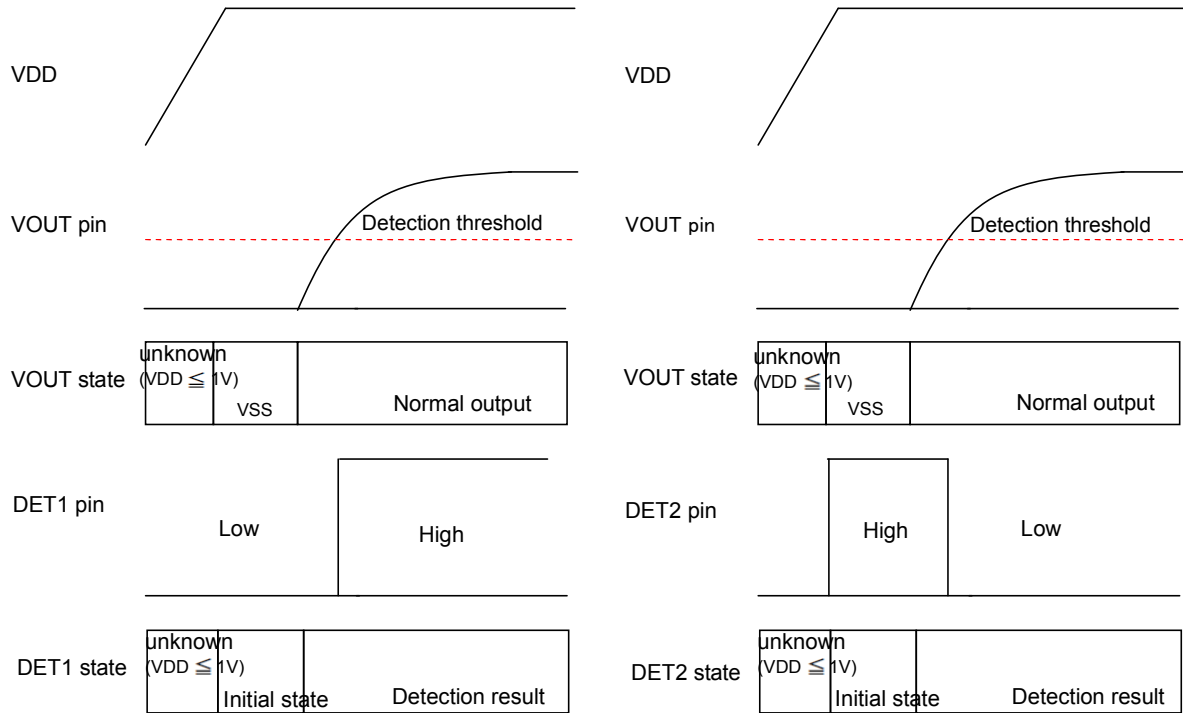 VDD
VOUT pin
Detection threshold
VOUT state
unknown
(VDD ≦ 1V)
VSS
Normal output
DET1 pin
Low
High
DET1 state
unknown
(VDD ≦ 1V)
Initial state
Detection result
VDD
VOUT pin
Detection threshold
VOUT state
unknown
(VDD ≦ 1V)
VSS
Normal output
DET2 pin
High
Low
DET2 state
unknown
(VDD ≦ 1V)
Initial state
Detection result